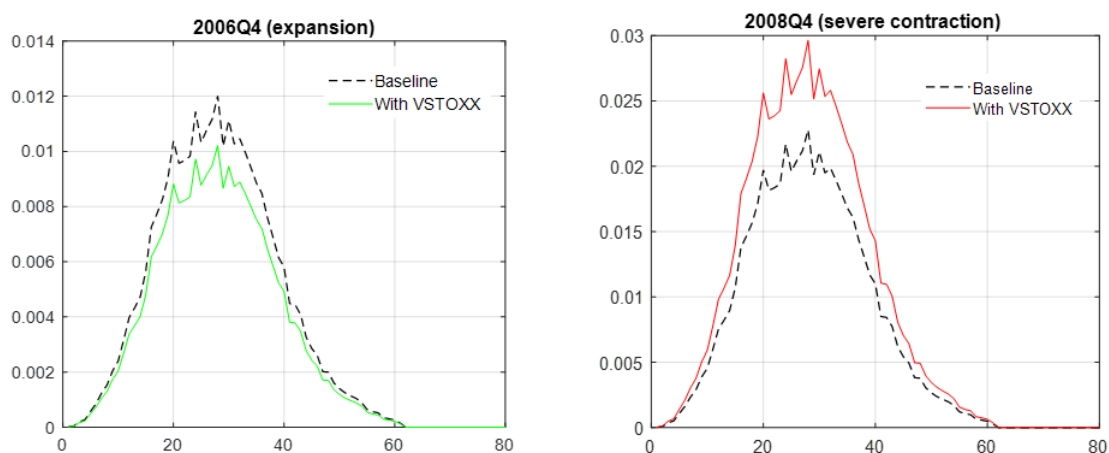 2006Q4 (expansion)
0.014
0.012
0.01
0.008
0.006
0.004
0.002
0
Baseline
With VSTOXX
0 20 40 60 80
2008Q4 (severe contraction)
0.03
0.025
0.02
0.015
0.01
0.005
0
Baseline
With VSTOXX
0 20 40 60 80